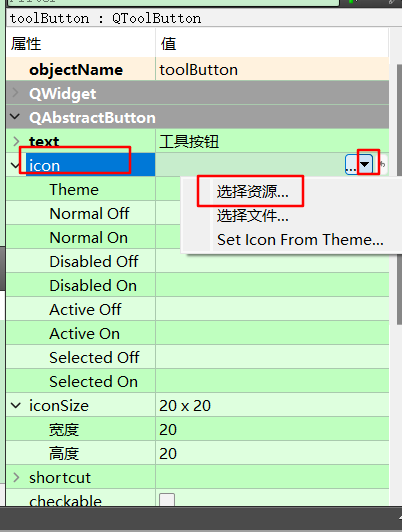 toolButton : QToolButton
属性 值
objectName toolButton
QWidget
QAbstractButton
text 工具按钮
icon ...
选择资源...
Theme
选择文件...
Normal Off
Set Icon From Theme...
Normal On
Disabled Off
Disabled On
Active Off
Active On
Selected Off
Selected On
iconSize 20 x 20
宽度 20
高度 20
shortcut
checkable